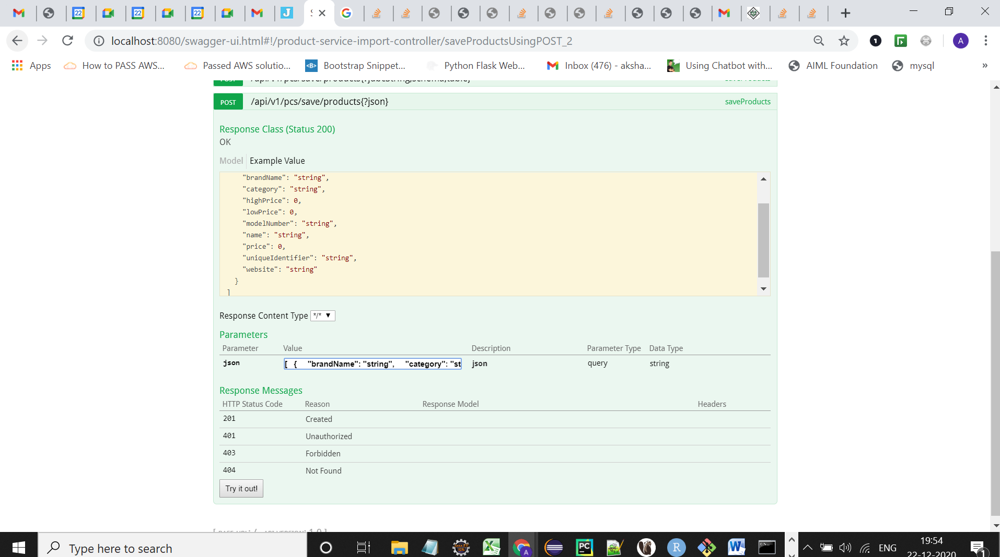 22
22
22
J
S
localhost:8080/swagger-ui.html#!/product-service-import-controller/saveProductsUsingPOST_2
1
A
Apps
How to PASS AWS...
Passed AWS solutio...
<B>
Bootstrap Snippet...
Python Flask Web...
Inbox (476) - aksha...
Using Chatbot with...
AIML Foundation
mysql
»
POST /api/v1/pcs/save/products{?json} saveProducts
Response Class (Status 200)
OK
Model Example Value
"brandName": "string",
"category": "string",
"highPrice": 0,
"lowPrice": 0,
"modelNumber": "string",
"name": "string",
"price": 0,
"uniqueIdentifier": "string",
"website": "string"
}
]
Response Content Type */*
Parameters
Parameter Value Description Parameter Type Data Type
json [ { "brandName": "string", "category": "st json query string
Response Messages
HTTP Status Code Reason Response Model Headers
201 Created
401 Unauthorized
403 Forbidden
404 Not Found
Try it out!
Type here to search
PC
R
W
ENG
19:54
22-12-2020
1